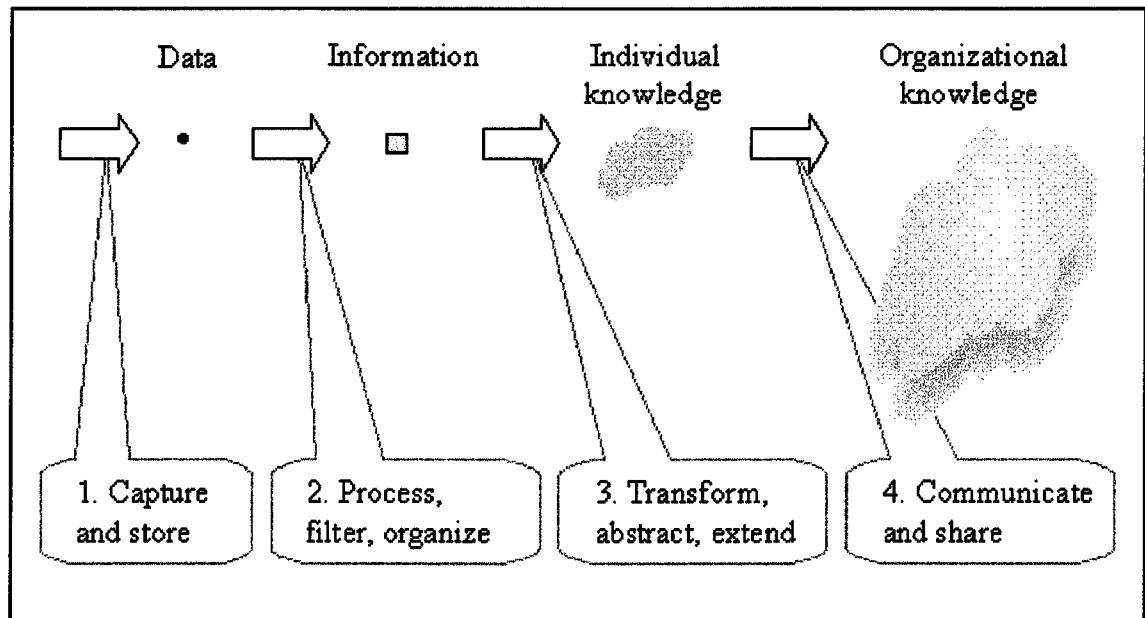 Data
Information
Individual
knowledge
Organizational
knowledge
1. Capture
and store
2. Process,
filter, organize
3. Transform,
abstract, extend
4. Communicate
and share